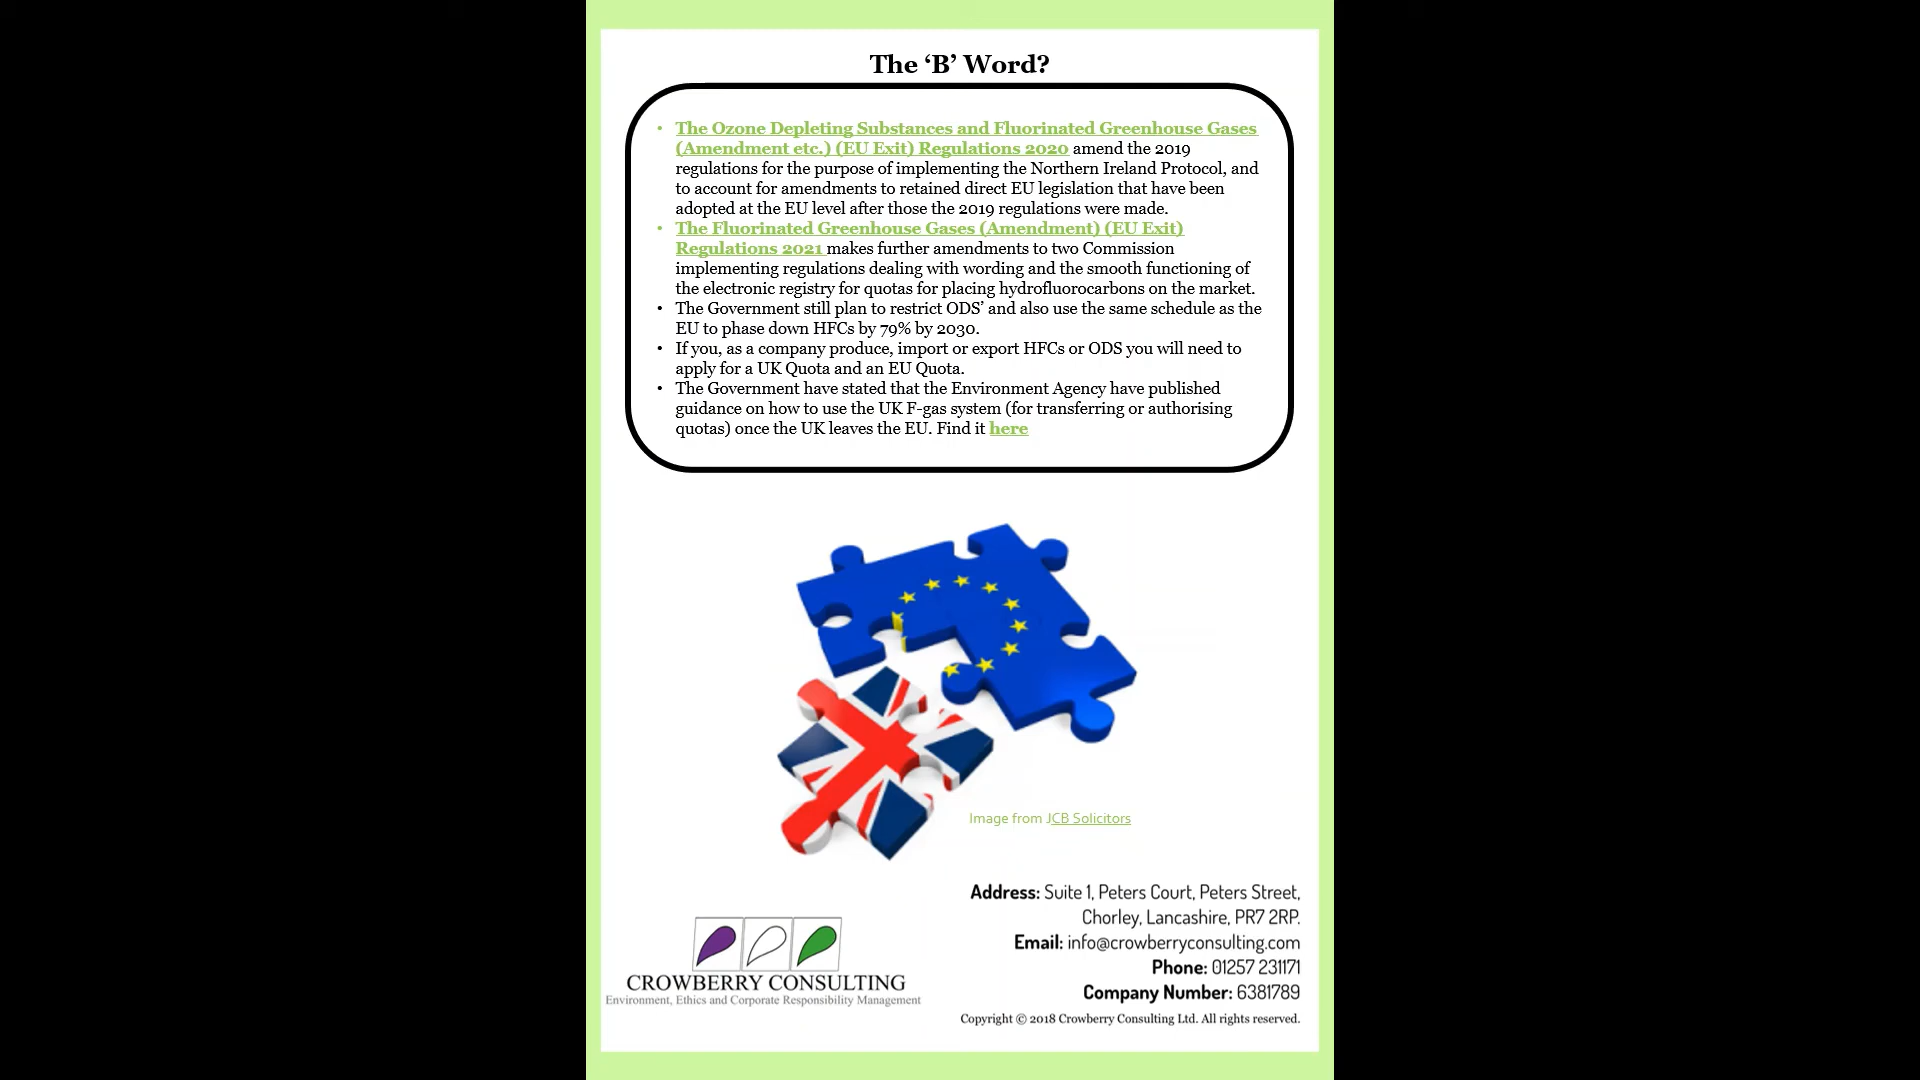 The ‘B’ Word?
• The Ozone Depleting Substances and Fluorinated Greenhouse Gases
(Amendment etc.) (EU Exit) Regulations 2020 amend the 2019
regulations for the purpose of implementing the Northern Ireland Protocol, and
to account for amendments to retained direct EU legislation that have been
adopted at the EU level after those the 2019 regulations were made.
• The Fluorinated Greenhouse Gases (Amendment) (EU Exit)
Regulations 2021 makes further amendments to two Commission
implementing regulations dealing with wording and the smooth functioning of
the electronic registry for quotas for placing hydrofluorocarbons on the market.
• The Government still plan to restrict ODS’ and also use the same schedule as the
EU to phase down HFCs by 79% by 2030.
• If you, as a company produce, import or export HFCs or ODS you will need to
apply for a UK Quota and an EU Quota.
• The Government have stated that the Environment Agency have published
guidance on how to use the UK F-gas system (for transferring or authorising
quotas) once the UK leaves the EU. Find it here
Image from JCB Solicitors
Address: Suite 1, Peters Court, Peters Street,
Chorley, Lancashire, PR7 2RP.
Email: info@crowberryconsulting.com
Phone: 01257 231171
Company Number: 6381789
Copyright © 2018 Crowberry Consulting Ltd. All rights reserved.
CROWBERRY CONSULTING
Environment, Ethics and Corporate Responsibility Management